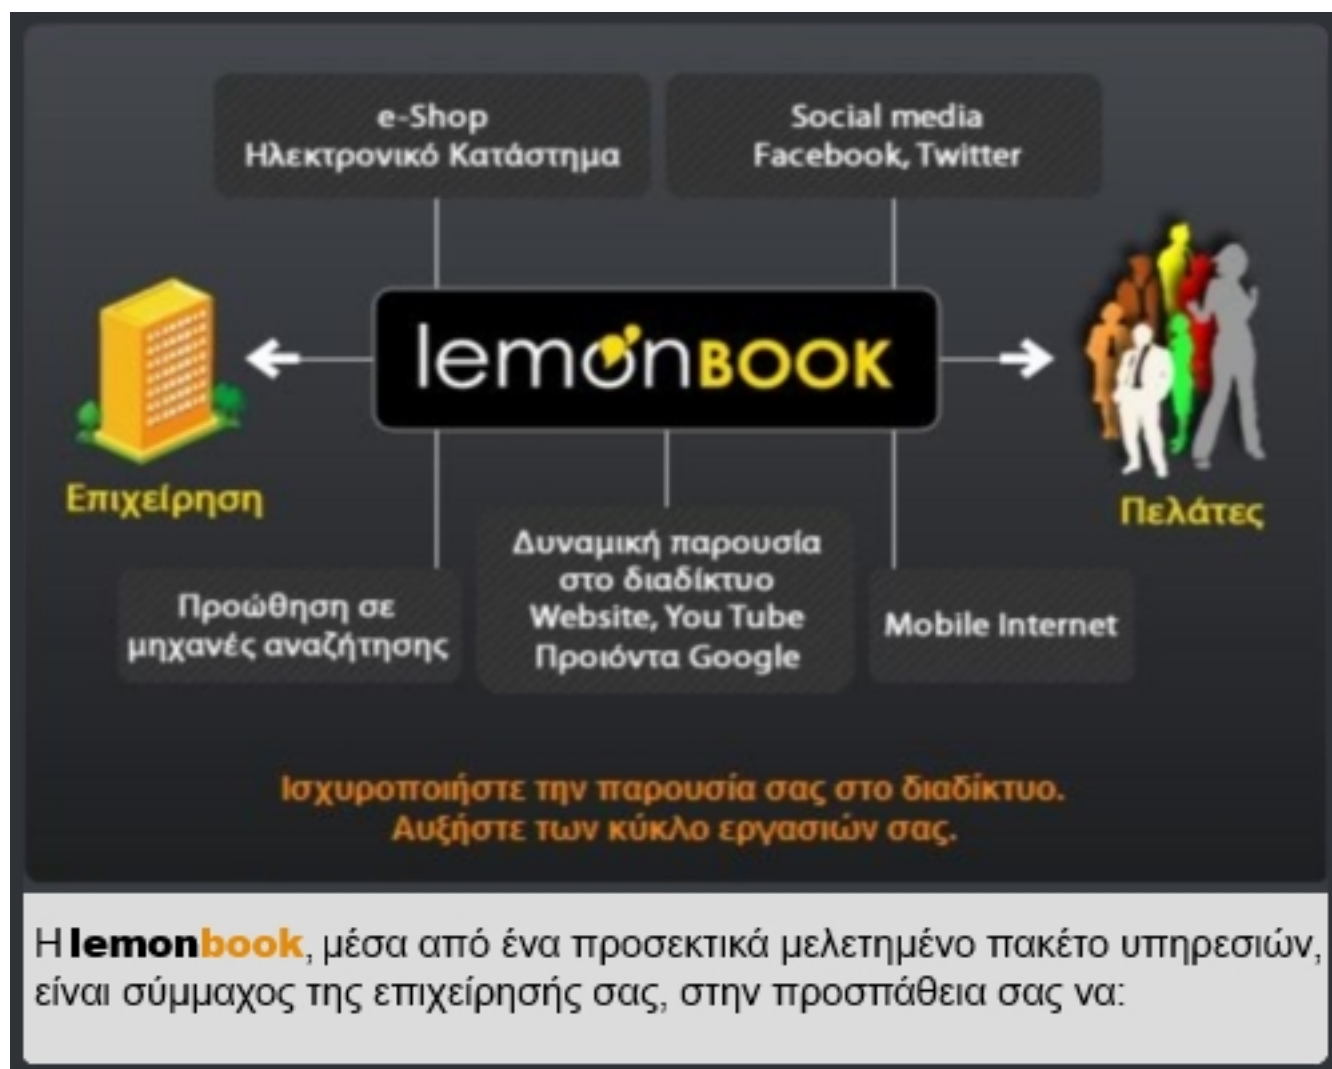 e-Shop
Ηλεκτρονικό Κατάστημα
Social media
Facebook, Twitter
lemonBOOK
Επιχείρηση
Πελάτες
Προώθηση σε
μηχανές αναζήτησης
Δυναμική παρουσία
στο διαδίκτυο
Website, You Tube
Προιόντα Google
Mobile Internet
Ισχυροποιήστε την παρουσία σας στο διαδίκτυο.
Αυξήστε των κύκλο εργασιών σας.
Η lemonbook, μέσα από ένα προσεκτικά μελετημένο πακέτο υπηρεσιών,
είναι σύμμαχος της επιχείρησής σας, στην προσπάθεια σας να: